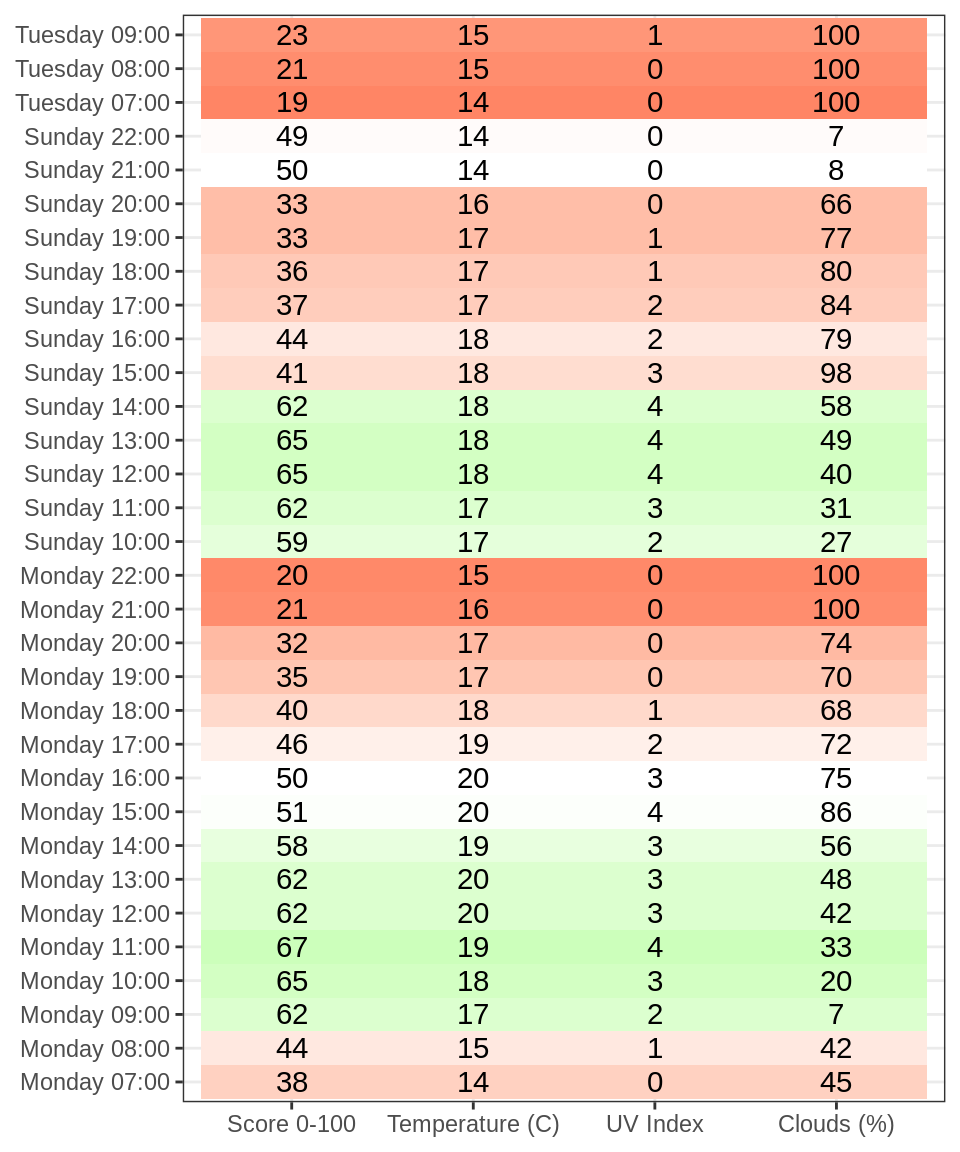 Tuesday 09:00 23 15 1 100
Tuesday 08:00 21 15 0 100
Tuesday 07:00 19 14 0 100
Sunday 22:00 49 14 0 7
Sunday 21:00 50 14 0 8
Sunday 20:00 33 16 0 66
Sunday 19:00 33 17 1 77
Sunday 18:00 36 17 1 80
Sunday 17:00 37 17 2 84
Sunday 16:00 44 18 2 79
Sunday 15:00 41 18 3 98
Sunday 14:00 62 18 4 58
Sunday 13:00 65 18 4 49
Sunday 12:00 65 18 4 40
Sunday 11:00 62 17 3 31
Sunday 10:00 59 17 2 27
Monday 22:00 20 15 0 100
Monday 21:00 21 16 0 100
Monday 20:00 32 17 0 74
Monday 19:00 35 17 0 70
Monday 18:00 40 18 1 68
Monday 17:00 46 19 2 72
Monday 16:00 50 20 3 75
Monday 15:00 51 20 4 86
Monday 14:00 58 19 3 56
Monday 13:00 62 20 3 48
Monday 12:00 62 20 3 42
Monday 11:00 67 19 4 33
Monday 10:00 65 18 3 20
Monday 09:00 62 17 2 7
Monday 08:00 44 15 1 42
Monday 07:00 38 14 0 45
Score 0-100 Temperature (C) UV Index Clouds (%)